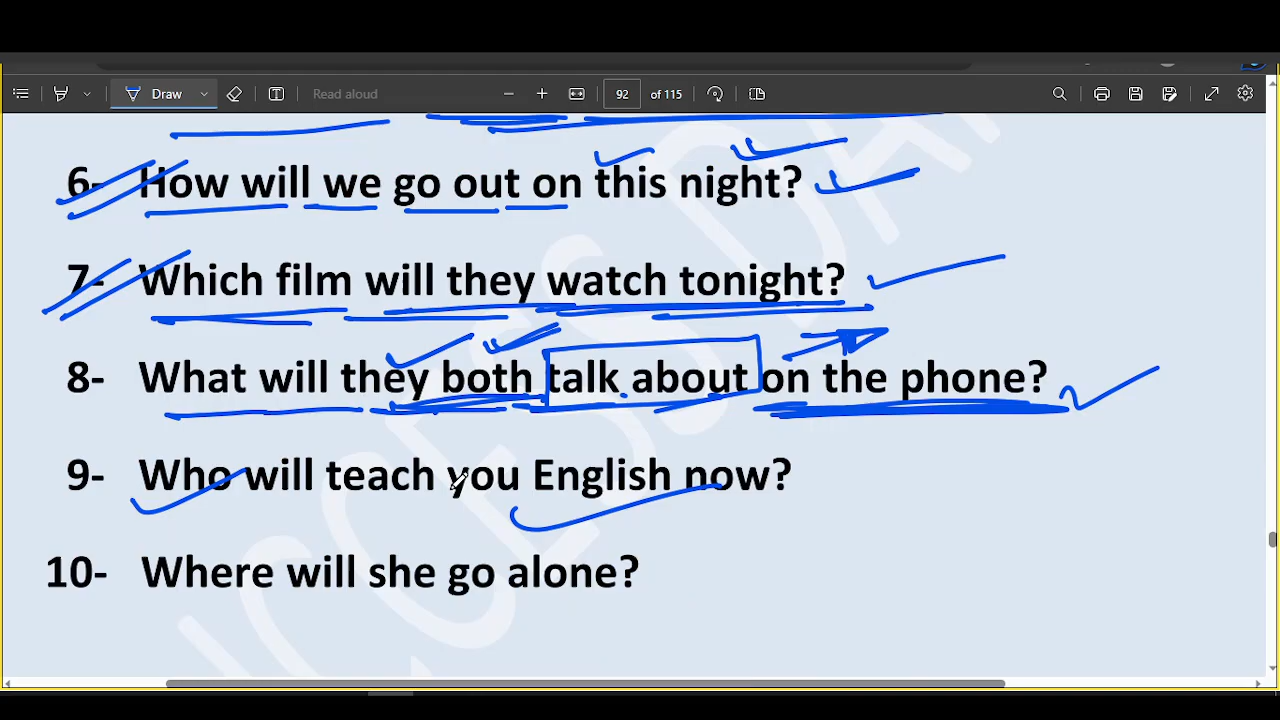 Draw
Read aloud
92 of 115
6- How will we go out on this night?
7- Which film will they watch tonight?
8- What will they both talk about on the phone?
9- Who will teach you English now?
10- Where will she go alone?